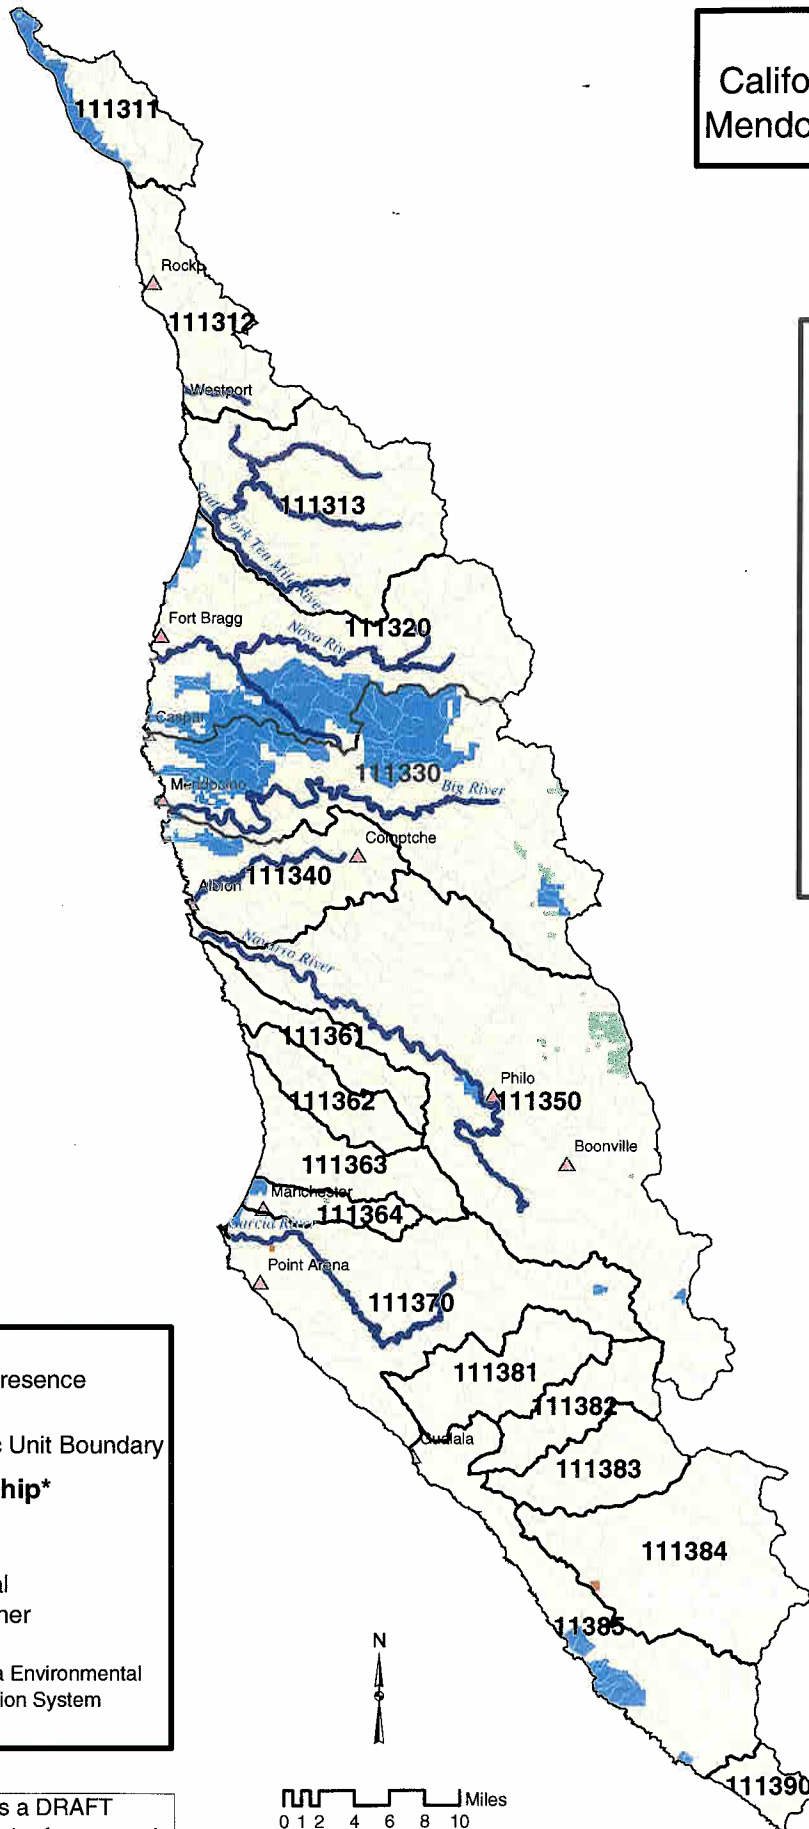 Califo
Mendo
111311
Rockp
111312
Westport
111313
South Fork Ten Mile River
Fort Bragg
Noyo Riv
111320
Caspar
111330
Mendocino
Big River
Comptche
111340
Albion
Navarro River
111361
Philo
111362
111350
Boonville
111363
Manchester
111364
Garcia River
Point Arena
111370
111381
resence
111382
c Unit Boundary
Gualala
111383
hip*
111384
al
ner
11385
N
a Environmental
ion System
111390
s a DRAFT
Miles
0 1 2 4 6 8 10